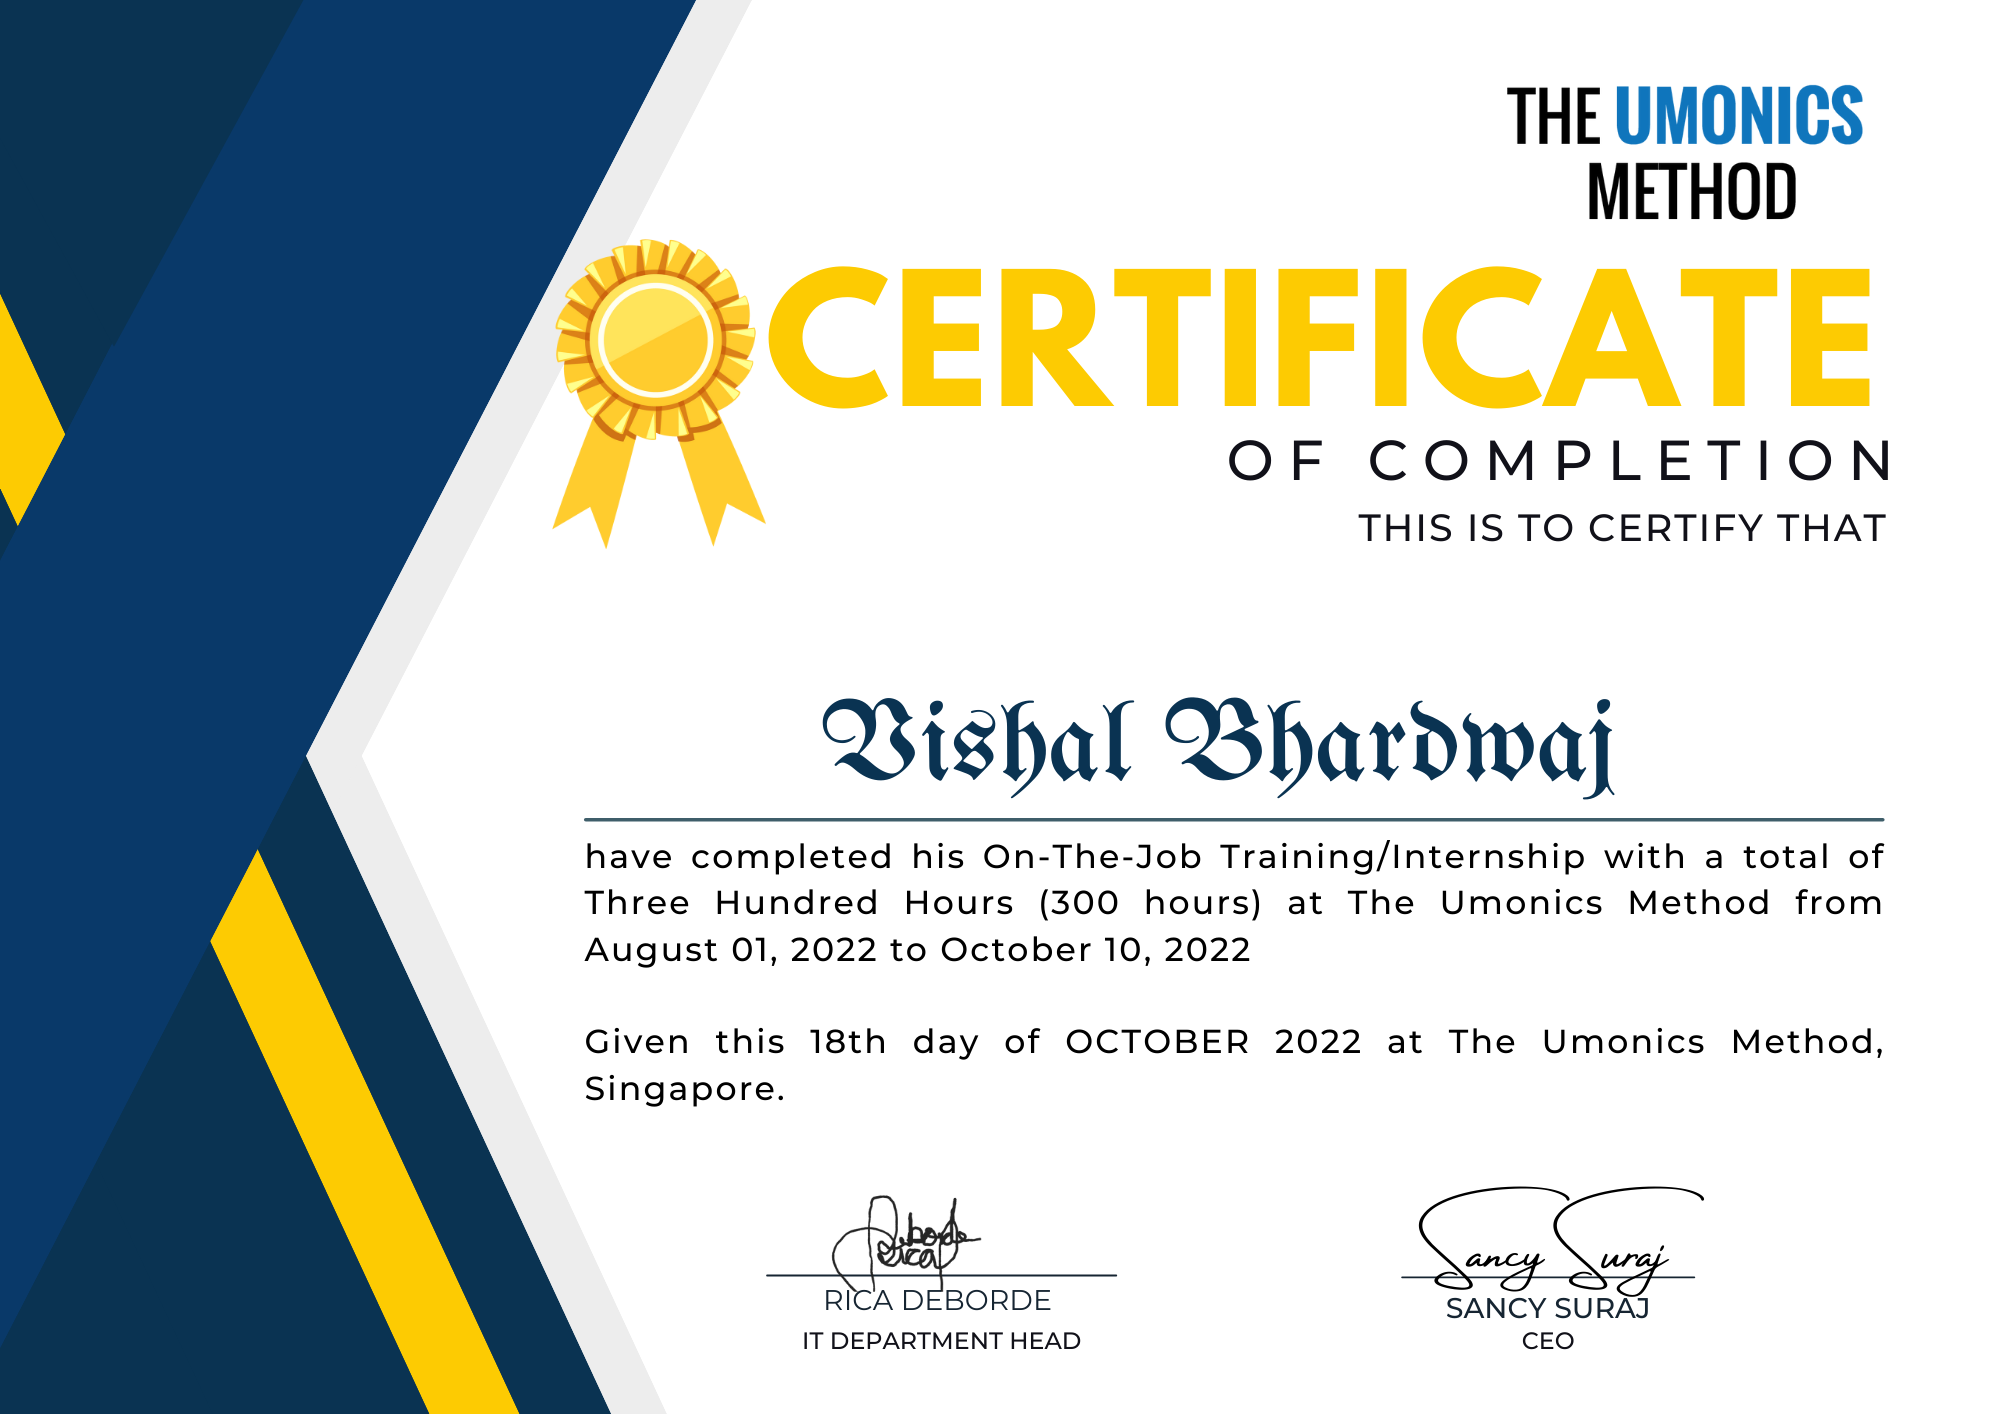 THE UMONICS
METHOD
CERTIFICATE
OF COMPLETION
THIS IS TO CERTIFY THAT
Vishal Bhardwaj
have completed his On-The-Job Training/Internship with a total of
Three Hundred Hours (300 hours) at The Umonics Method from
August 01, 2022 to October 10, 2022
Given this 18th day of OCTOBER 2022 at The Umonics Method,
Singapore.
Rica Deborde
RICA DEBORDE
IT DEPARTMENT HEAD
Sancy Suraj
SANCY SURAJ
CEO